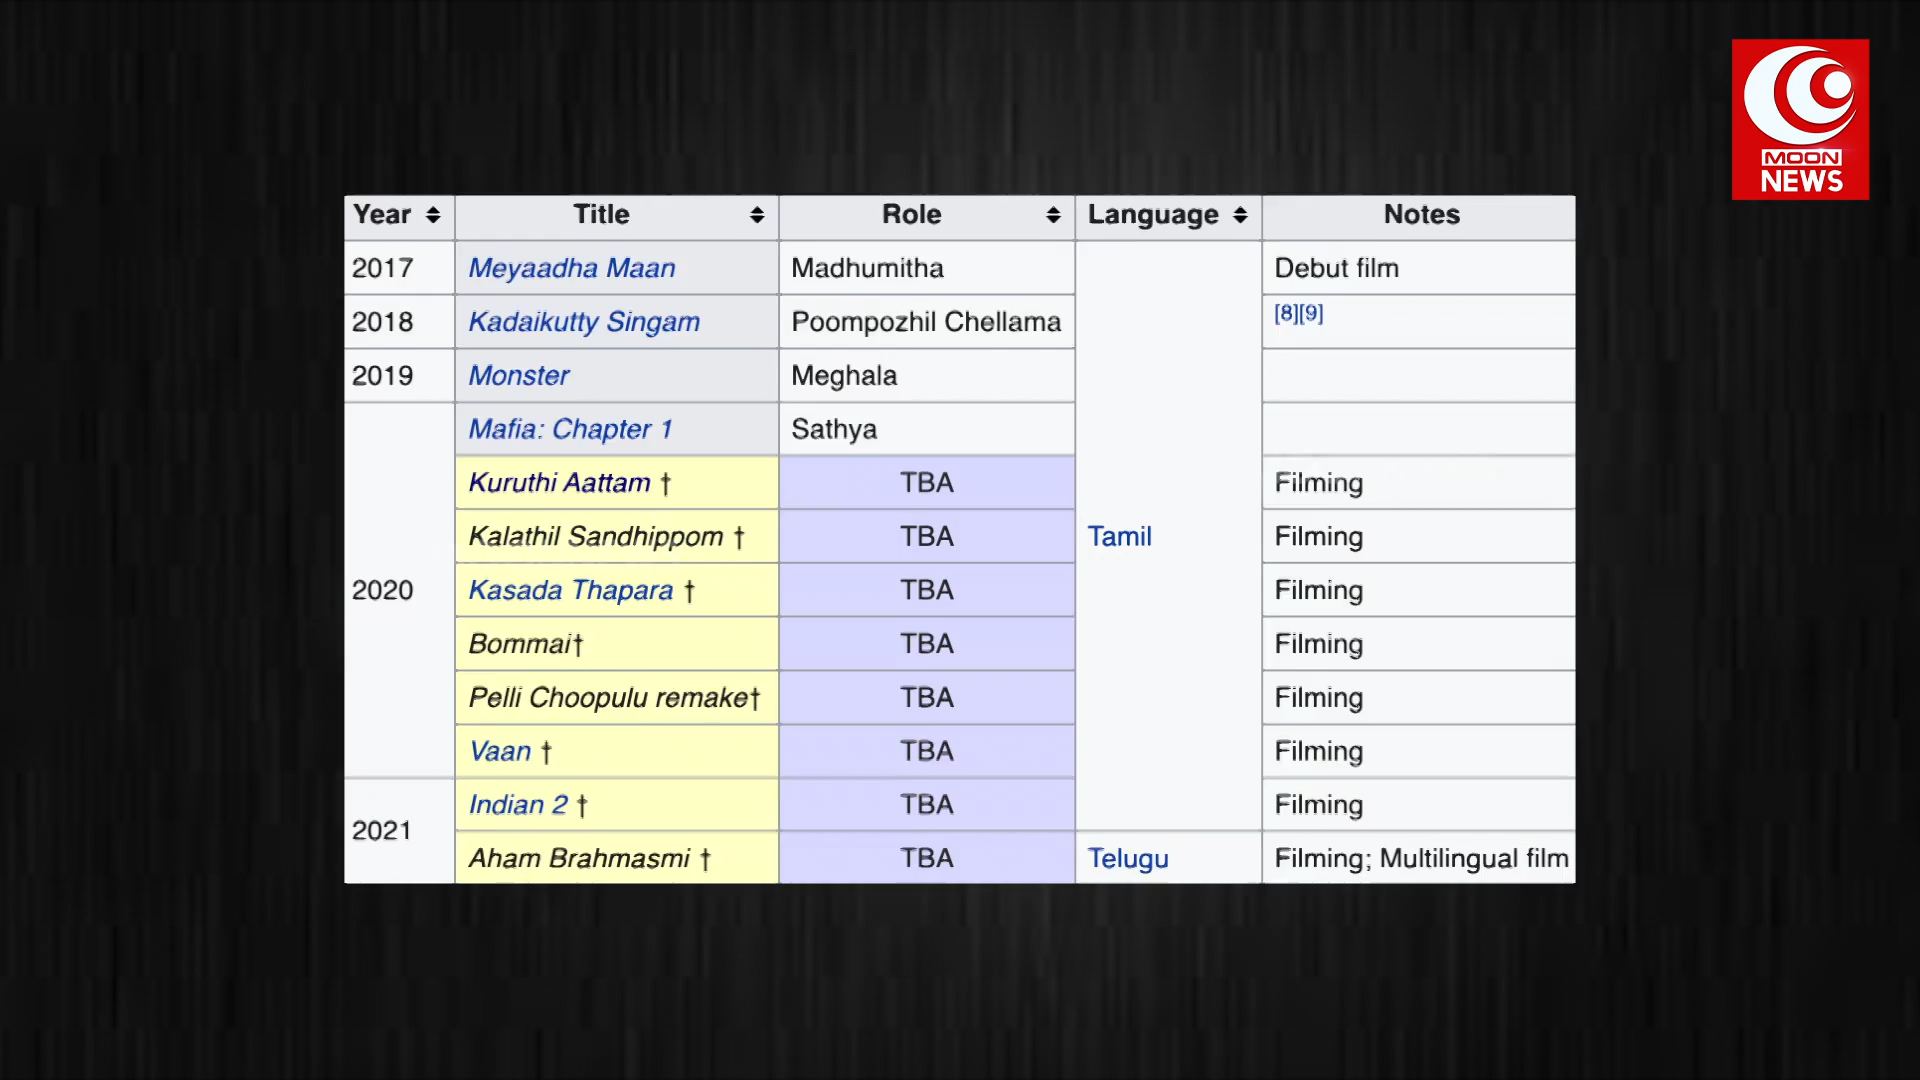 MOON
NEWS
Year Title Role Language Notes
2017 Meyaadha Maan Madhumitha Debut film
2018 Kadaikutty Singam Poompozhil Chellama [8][9]
2019 Monster Meghala
Mafia: Chapter 1 Sathya
Kuruthi Aattam † TBA Filming
Kalathil Sandhippom † TBA Tamil Filming
2020 Kasada Thapara † TBA Filming
Bommai† TBA Filming
Pelli Choopulu remake† TBA Filming
Vaan † TBA Filming
Indian 2 † TBA Filming
2021
Aham Brahmasmi † TBA Telugu Filming; Multilingual film